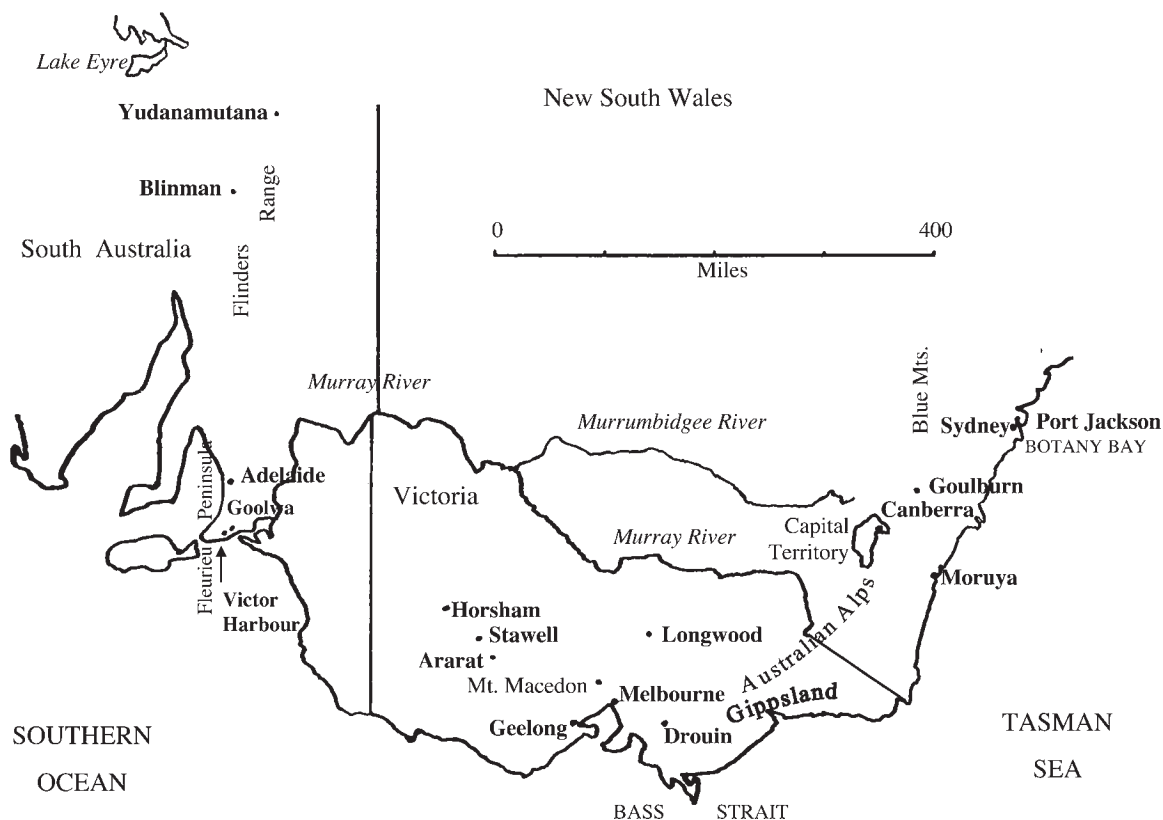 Lake Eyre
Yudanamutana
New South Wales
Blinman
Flinders Range
South Australia
0 400
Miles
Murray River
Murrumbidgee River
Blue Mts.
Sydney
Port Jackson
BOTANY BAY
Adelaide
Goolwa
Fleurieu Peninsula
Victoria
Goulburn
Canberra
Capital
Territory
Murray River
Moruya
Victor
Harbour
Horsham
Stawell
Longwood
Ararat
Australian Alps
Mt. Macedon
Melbourne
Gippsland
Geelong
Drouin
SOUTHERN
OCEAN
TASMAN
SEA
BASS STRAIT